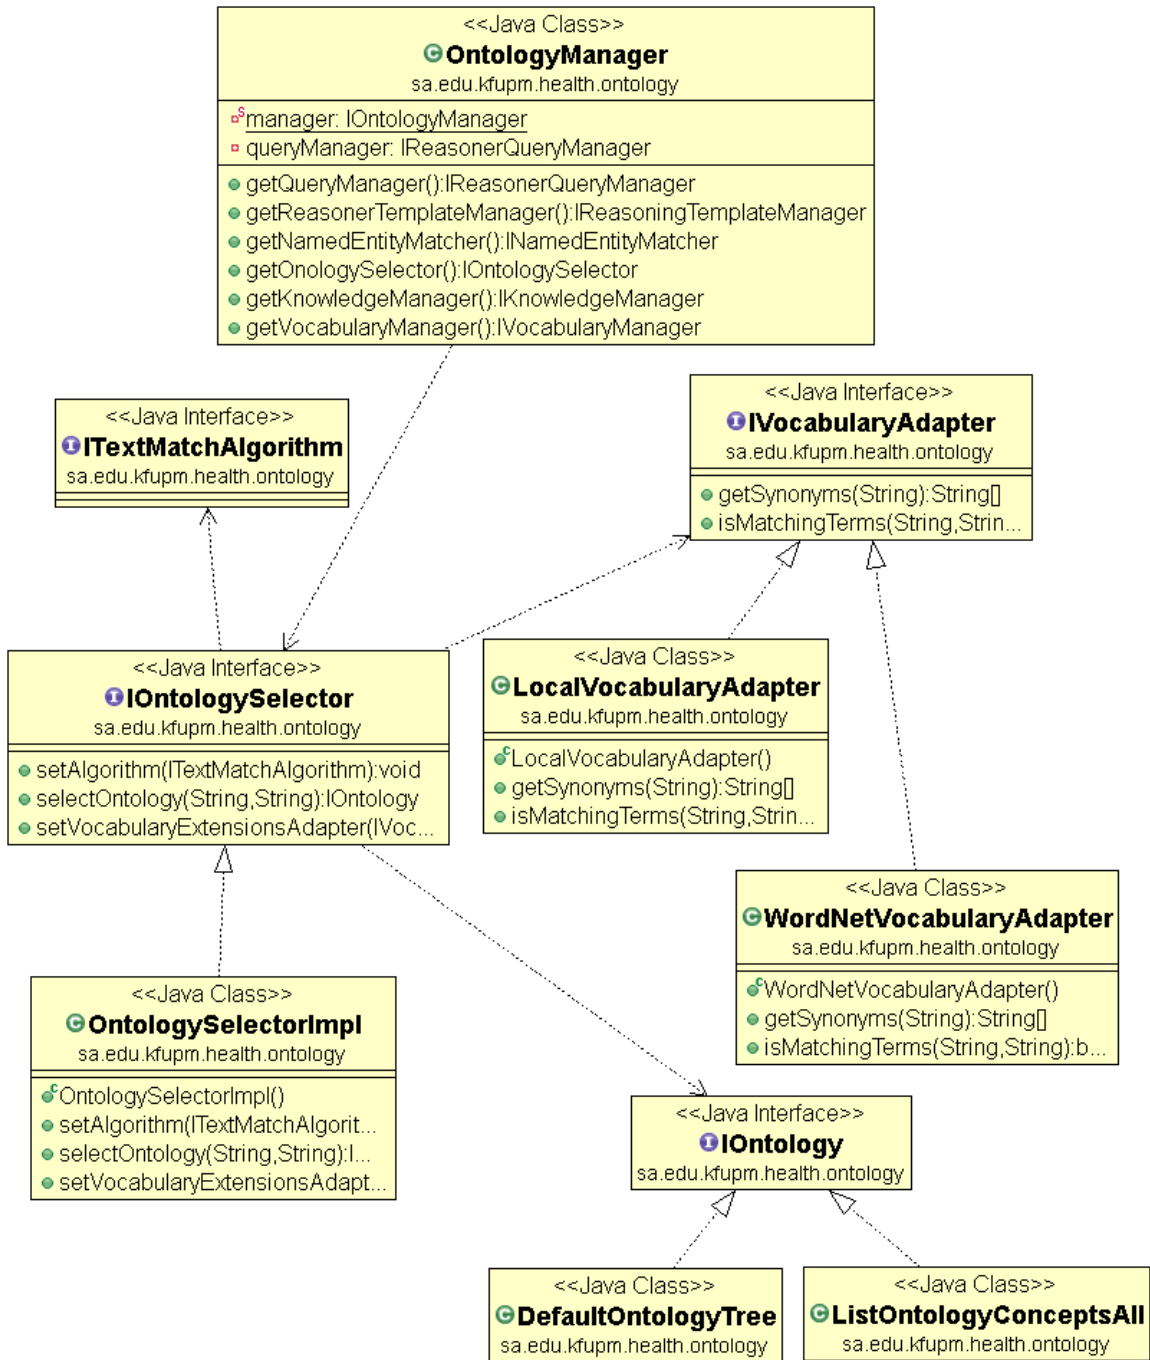 <<Java Class>>
OntologyManager
sa.edu.kfupm.health.ontology
manager: IOntologyManager
queryManager: IReasonerQueryManager
getQueryManager():IReasonerQueryManager
getReasonerTemplateManager():IReasoningTemplateManager
getNamedEntityMatcher():INamedEntityMatcher
getOnologySelector():IOntologySelector
getKnowledgeManager():IKnowledgeManager
getVocabularyManager():IVocabularyManager
<<Java Interface>>
ITextMatchAlgorithm
sa.edu.kfupm.health.ontology
<<Java Interface>>
IVocabularyAdapter
sa.edu.kfupm.health.ontology
getSynonyms(String):String[]
isMatchingTerms(String,Strin...
<<Java Interface>>
IOntologySelector
sa.edu.kfupm.health.ontology
setAlgorithm(ITextMatchAlgorithm):void
selectOntology(String,String):IOntology
setVocabularyExtensionsAdapter(IVoc...
<<Java Class>>
LocalVocabularyAdapter
sa.edu.kfupm.health.ontology
LocalVocabularyAdapter()
getSynonyms(String):String[]
isMatchingTerms(String,Strin...
<<Java Class>>
WordNetVocabularyAdapter
sa.edu.kfupm.health.ontology
WordNetVocabularyAdapter()
getSynonyms(String):String[]
isMatchingTerms(String,String):b...
<<Java Class>>
OntologySelectorImpl
sa.edu.kfupm.health.ontology
OntologySelectorImpl()
setAlgorithm(ITextMatchAlgorit...
selectOntology(String,String):I...
setVocabularyExtensionsAdapt...
<<Java Interface>>
IOntology
sa.edu.kfupm.health.ontology
<<Java Class>>
DefaultOntologyTree
sa.edu.kfupm.health.ontology
<<Java Class>>
ListOntologyConceptsAll
sa.edu.kfupm.health.ontology